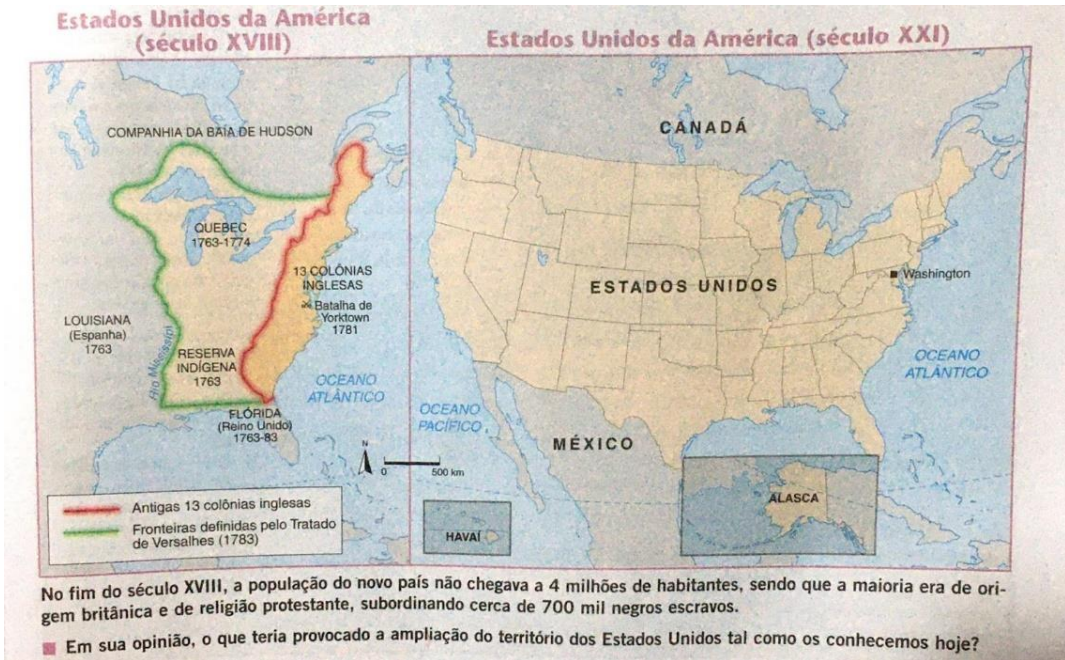 Estados Unidos da América
(século XVIII)
COMPANHIA DA BAÍA DE HUDSON
QUEBEC
1763-1774
13 COLÔNIAS
INGLESAS
Batalha de
Yorktown
1781
LOUISIANA
(Espanha)
1763
Rio Mississípi
RESERVA
INDÍGENA
1763
OCEANO
ATLÂNTICO
FLÓRIDA
(Reino Unido)
1763-83
N
0 500 km
Antigas 13 colônias inglesas
Fronteiras definidas pelo Tratado
de Versalhes (1783)
Estados Unidos da América (século XXI)
CANADÁ
ESTADOS UNIDOS
Washington
OCEANO
ATLÂNTICO
OCEANO
PACÍFICO
MÉXICO
HAVAÍ
ALASCA
No fim do século XVIII, a população do novo país não chegava a 4 milhões de habitantes, sendo que a maioria era de ori-
gem britânica e de religião protestante, subordinando cerca de 700 mil negros escravos.
Em sua opinião, o que teria provocado a ampliação do território dos Estados Unidos tal como os conhecemos hoje?